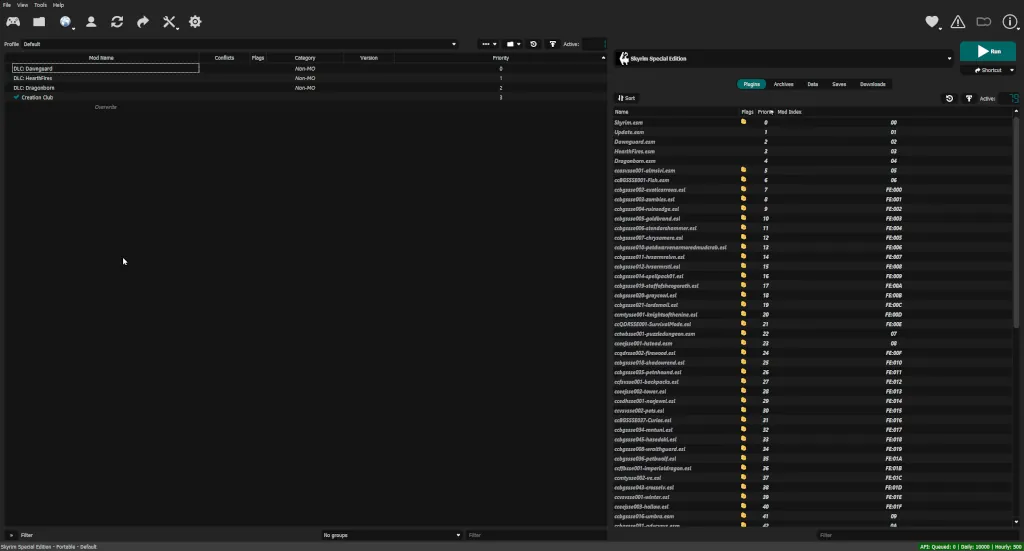 File View Tools Help
Profile Default
Active:
Mod Name Conflicts Flags Category Version Priority
DLC: Dawnguard Non-MO 0
DLC: HearthFires Non-MO 1
DLC: Dragonborn Non-MO 2
Creation Club 3
Overwrite
Filter
No groups
Filter
Skyrim Special Edition - Portable - Default
Skyrim Special Edition
Run
Shortcut
Plugins Archives Data Saves Downloads
Sort
Active:
Name Flags Priority Mod Index
Skyrim.esm 0 00
Update.esm 1 01
Dawnguard.esm 2 02
HearthFires.esm 3 03
Dragonborn.esm 4 04
ccasvsse001-almsivi.esm 5 05
ccBGSSSE001-Fish.esm 6 06
ccbgssse002-exoticarrows.esl 7 FE:000
ccbgssse003-zombies.esl 8 FE:001
ccbgssse004-ruinsedge.esl 9 FE:002
ccbgssse005-goldbrand.esl 10 FE:003
ccbgssse006-stendarshammer.esl 11 FE:004
ccbgssse007-chrysamere.esl 12 FE:005
ccbgssse010-petdwarvenarmoredmudcrab.esl 13 FE:006
ccbgssse011-hrsarmrelvn.esl 14 FE:007
ccbgssse012-hrsarmrstl.esl 15 FE:008
ccbgssse014-spellpack01.esl 16 FE:009
ccbgssse019-staffofsheogorath.esl 17 FE:00A
ccbgssse020-graycowl.esl 18 FE:00B
ccbgssse021-lordsmail.esl 19 FE:00C
ccmtysse001-knightsofthenine.esl 20 FE:00D
ccQDRSSE001-SurvivalMode.esl 21 FE:00E
cctwbsse001-puzzledungeon.esm 22 07
cceejsse001-hstead.esm 23 08
ccqdrsse002-firewood.esl 24 FE:00F
ccbgssse018-shadowrend.esl 25 FE:010
ccbgssse035-petnhound.esl 26 FE:011
ccfsvsse001-backpacks.esl 27 FE:012
cceejsse002-tower.esl 28 FE:013
ccedhsse001-norjewel.esl 29 FE:014
ccvsvsse002-pets.esl 30 FE:015
ccBGSSSE037-Curios.esl 31 FE:016
ccbgssse034-mntuni.esl 32 FE:017
ccbgssse045-hasedoki.esl 33 FE:018
ccbgssse008-wraithguard.esl 34 FE:019
ccbgssse036-petbwolf.esl 35 FE:01A
ccffbsse001-imperialdragon.esl 36 FE:01B
ccmtysse002-ve.esl 37 FE:01C
ccbgssse043-crosselv.esl 38 FE:01D
ccvsvsse001-winter.esl 39 FE:01E
cceejsse003-hollow.esl 40 FE:01F
ccbgssse016-umbra.esm 41 09
Filter
API: Queued: 0 | Daily: 10000 | Hourly: 500